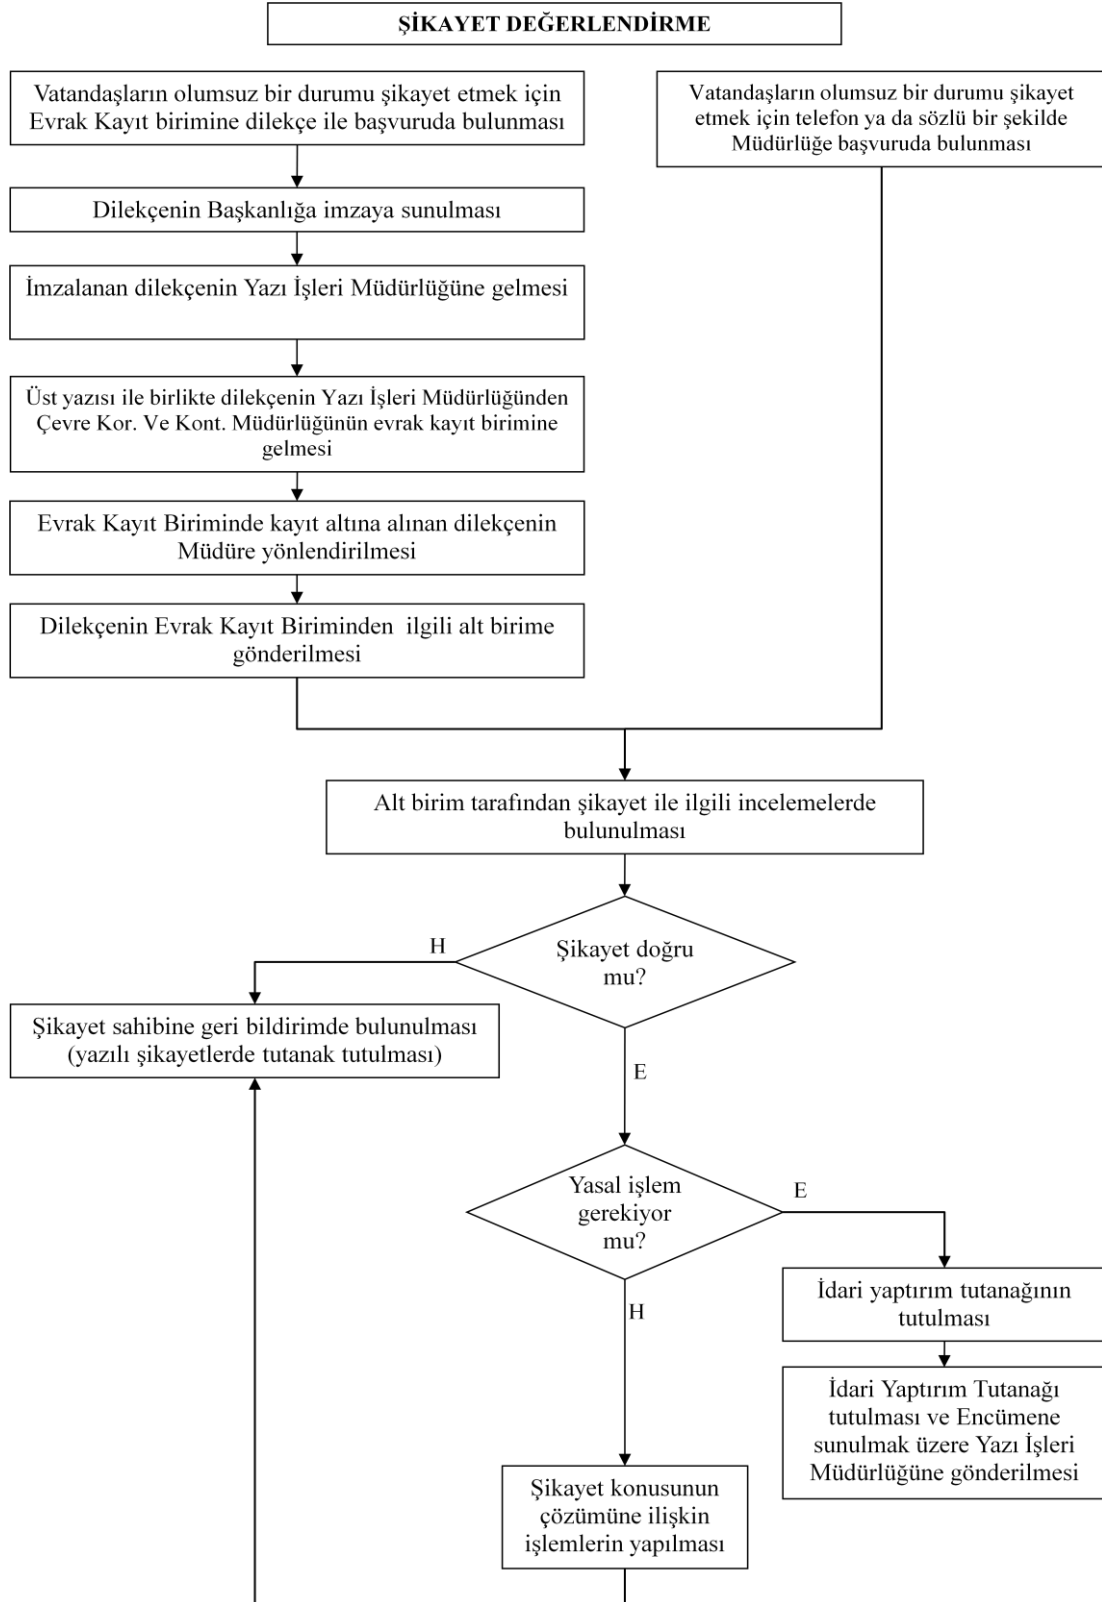 ŞİKAYET DEĞERLENDİRME
Vatandaşların olumsuz bir durumu şikayet etmek için
Evrak Kayıt birimine dilekçe ile başvuruda bulunması
Vatandaşların olumsuz bir durumu şikayet
etmek için telefon ya da sözlü bir şekilde
Müdürlüğe başvuruda bulunması
Dilekçenin Başkanlığa imzaya sunulması
İmzalanan dilekçenin Yazı İşleri Müdürlüğüne gelmesi
Üst yazısı ile birlikte dilekçenin Yazı İşleri Müdürlüğünden
Çevre Kor. Ve Kont. Müdürlüğünün evrak kayıt birimine
gelmesi
Evrak Kayıt Biriminde kayıt altına alınan dilekçenin
Müdüre yönlendirilmesi
Dilekçenin Evrak Kayıt Biriminden ilgili alt birime
gönderilmesi
Alt birim tarafından şikayet ile ilgili incelemelerde
bulunulması
Şikayet doğru
mu?
H
Şikayet sahibine geri bildirimde bulunulması
(yazılı şikayetlerde tutanak tutulması)
E
Yasal işlem
gerekiyor
mu?
E
İdari yaptırım tutanağının
tutulması
H
İdari Yaptırım Tutanağı
tutulması ve Encümene
sunulmak üzere Yazı İşleri
Müdürlüğüne gönderilmesi
Şikayet konusunun
çözümüne ilişkin
işlemlerin yapılması